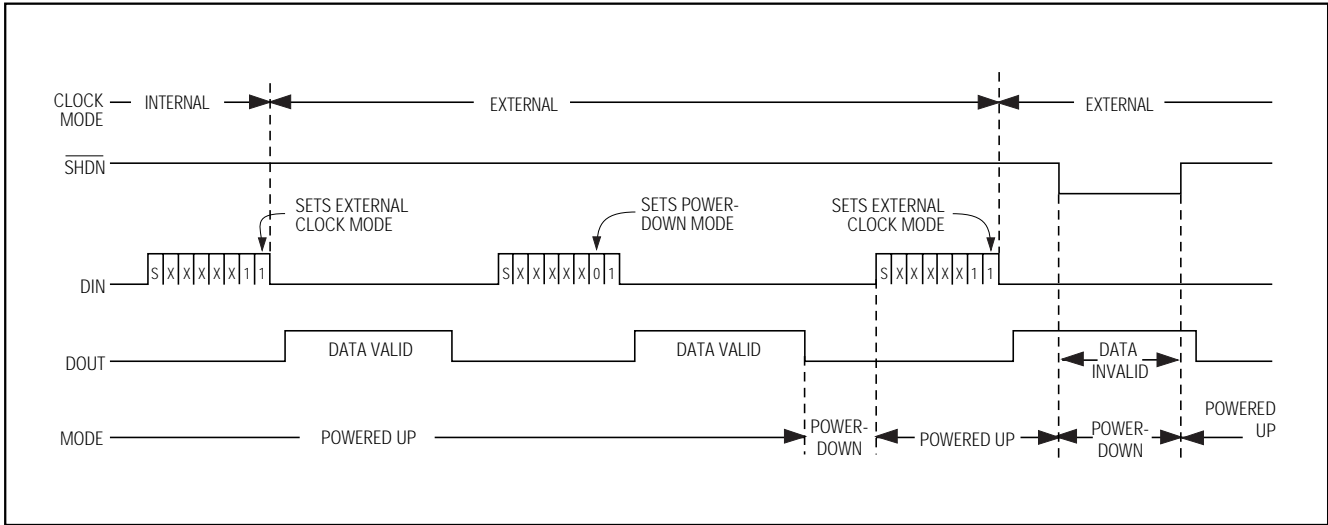 CLOCK
MODE
INTERNAL
EXTERNAL
EXTERNAL
SHDN
SETS EXTERNAL
CLOCK MODE
SETS POWER-
DOWN MODE
SETS EXTERNAL
CLOCK MODE
DIN
S X X X X X 1 1
S X X X X X 0 1
S X X X X X 1 1
DOUT
DATA VALID
DATA VALID
DATA
INVALID
MODE
POWERED UP
POWER-
DOWN
POWERED UP
POWER-
DOWN
POWERED
UP